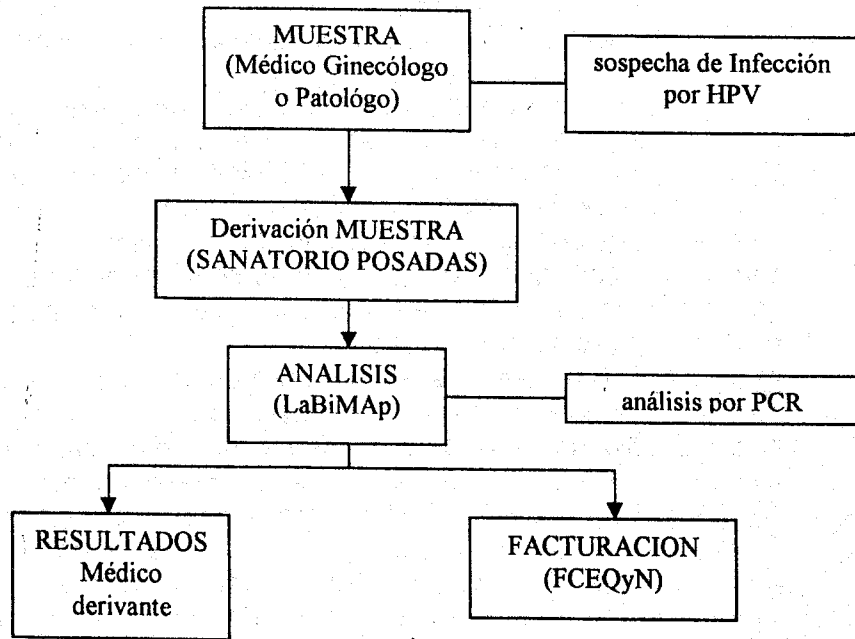 MUESTRA
(Médico Ginecólogo
o Patológo)
sospecha de Infección
por HPV
Derivación MUESTRA
(SANATORIO POSADAS)
ANALISIS
(LaBiMAp)
análisis por PCR
RESULTADOS
Médico
derivante
FACTURACION
(FCEQyN)